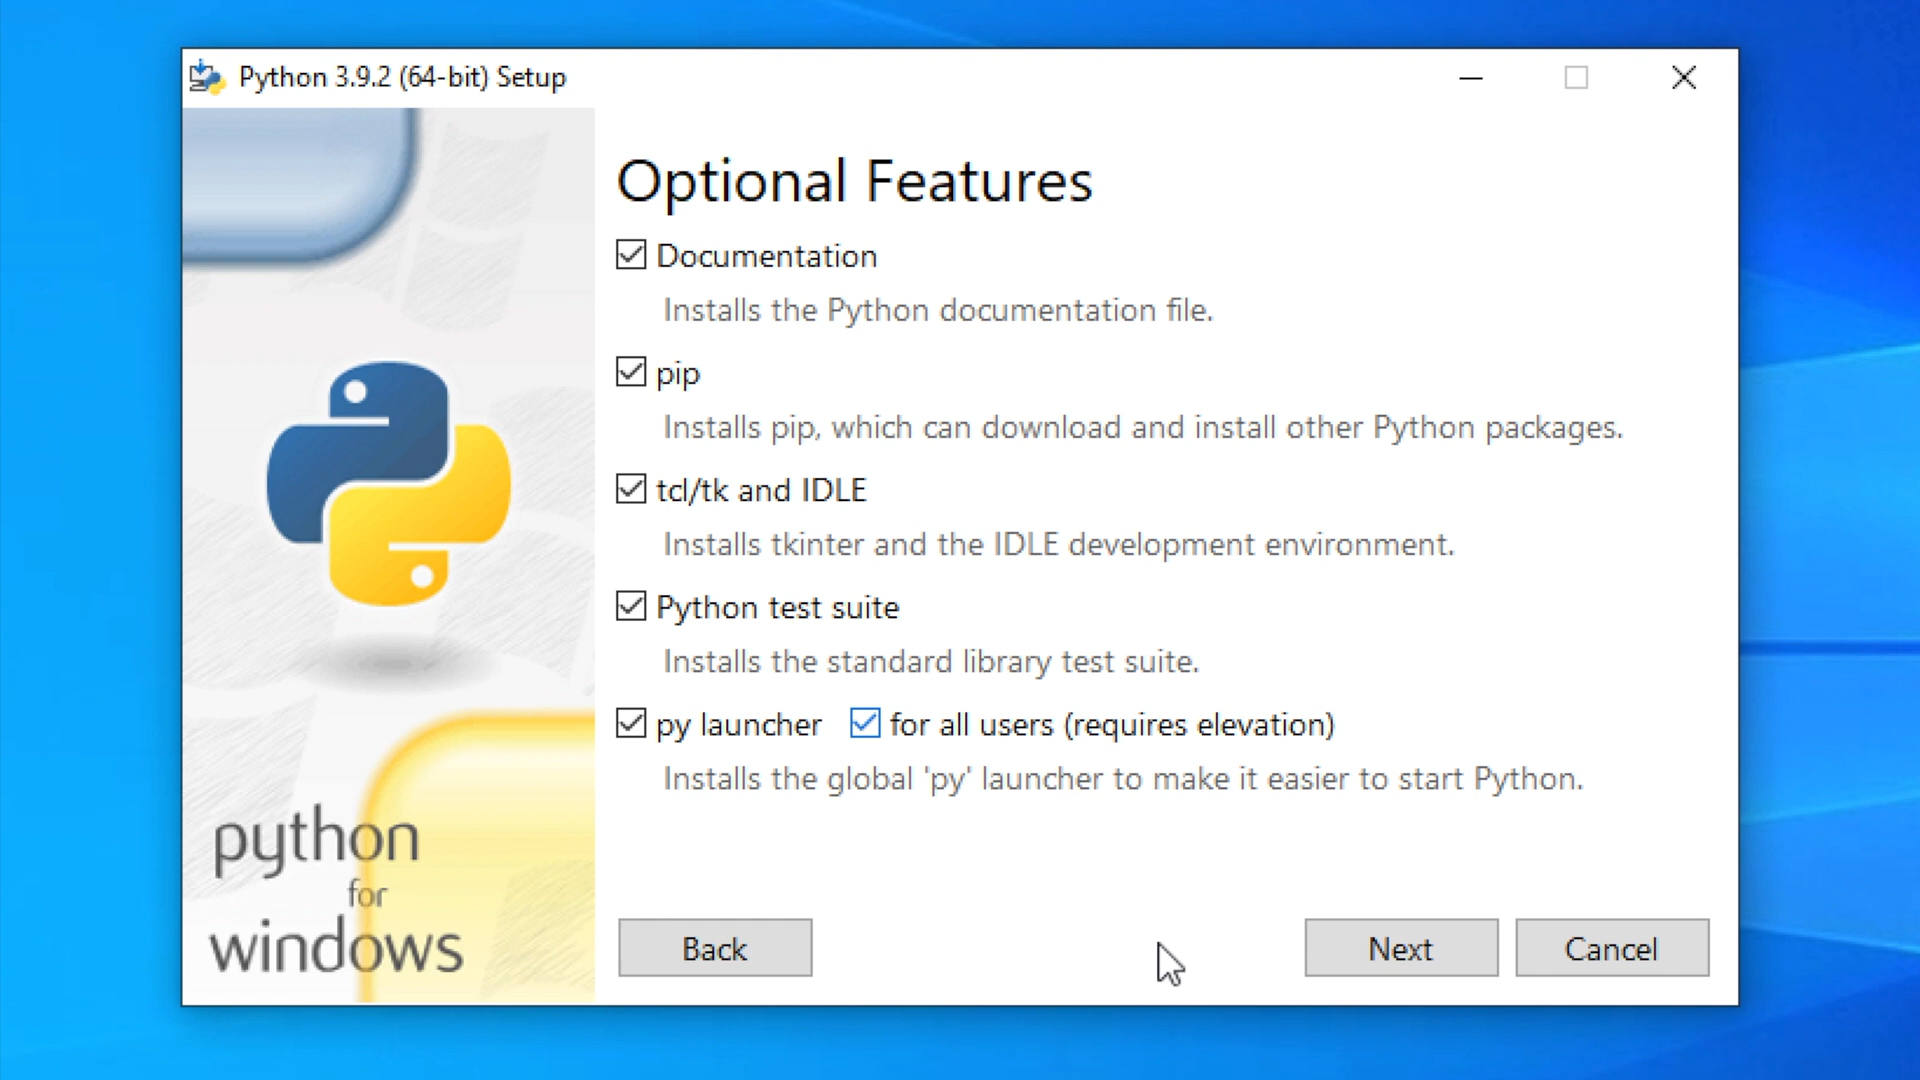 Python 3.9.2 (64-bit) Setup
Optional Features
Documentation
Installs the Python documentation file.
pip
Installs pip, which can download and install other Python packages.
tcl/tk and IDLE
Installs tkinter and the IDLE development environment.
Python test suite
Installs the standard library test suite.
py launcher for all users (requires elevation)
Installs the global 'py' launcher to make it easier to start Python.
python
for
windows
Back Next Cancel